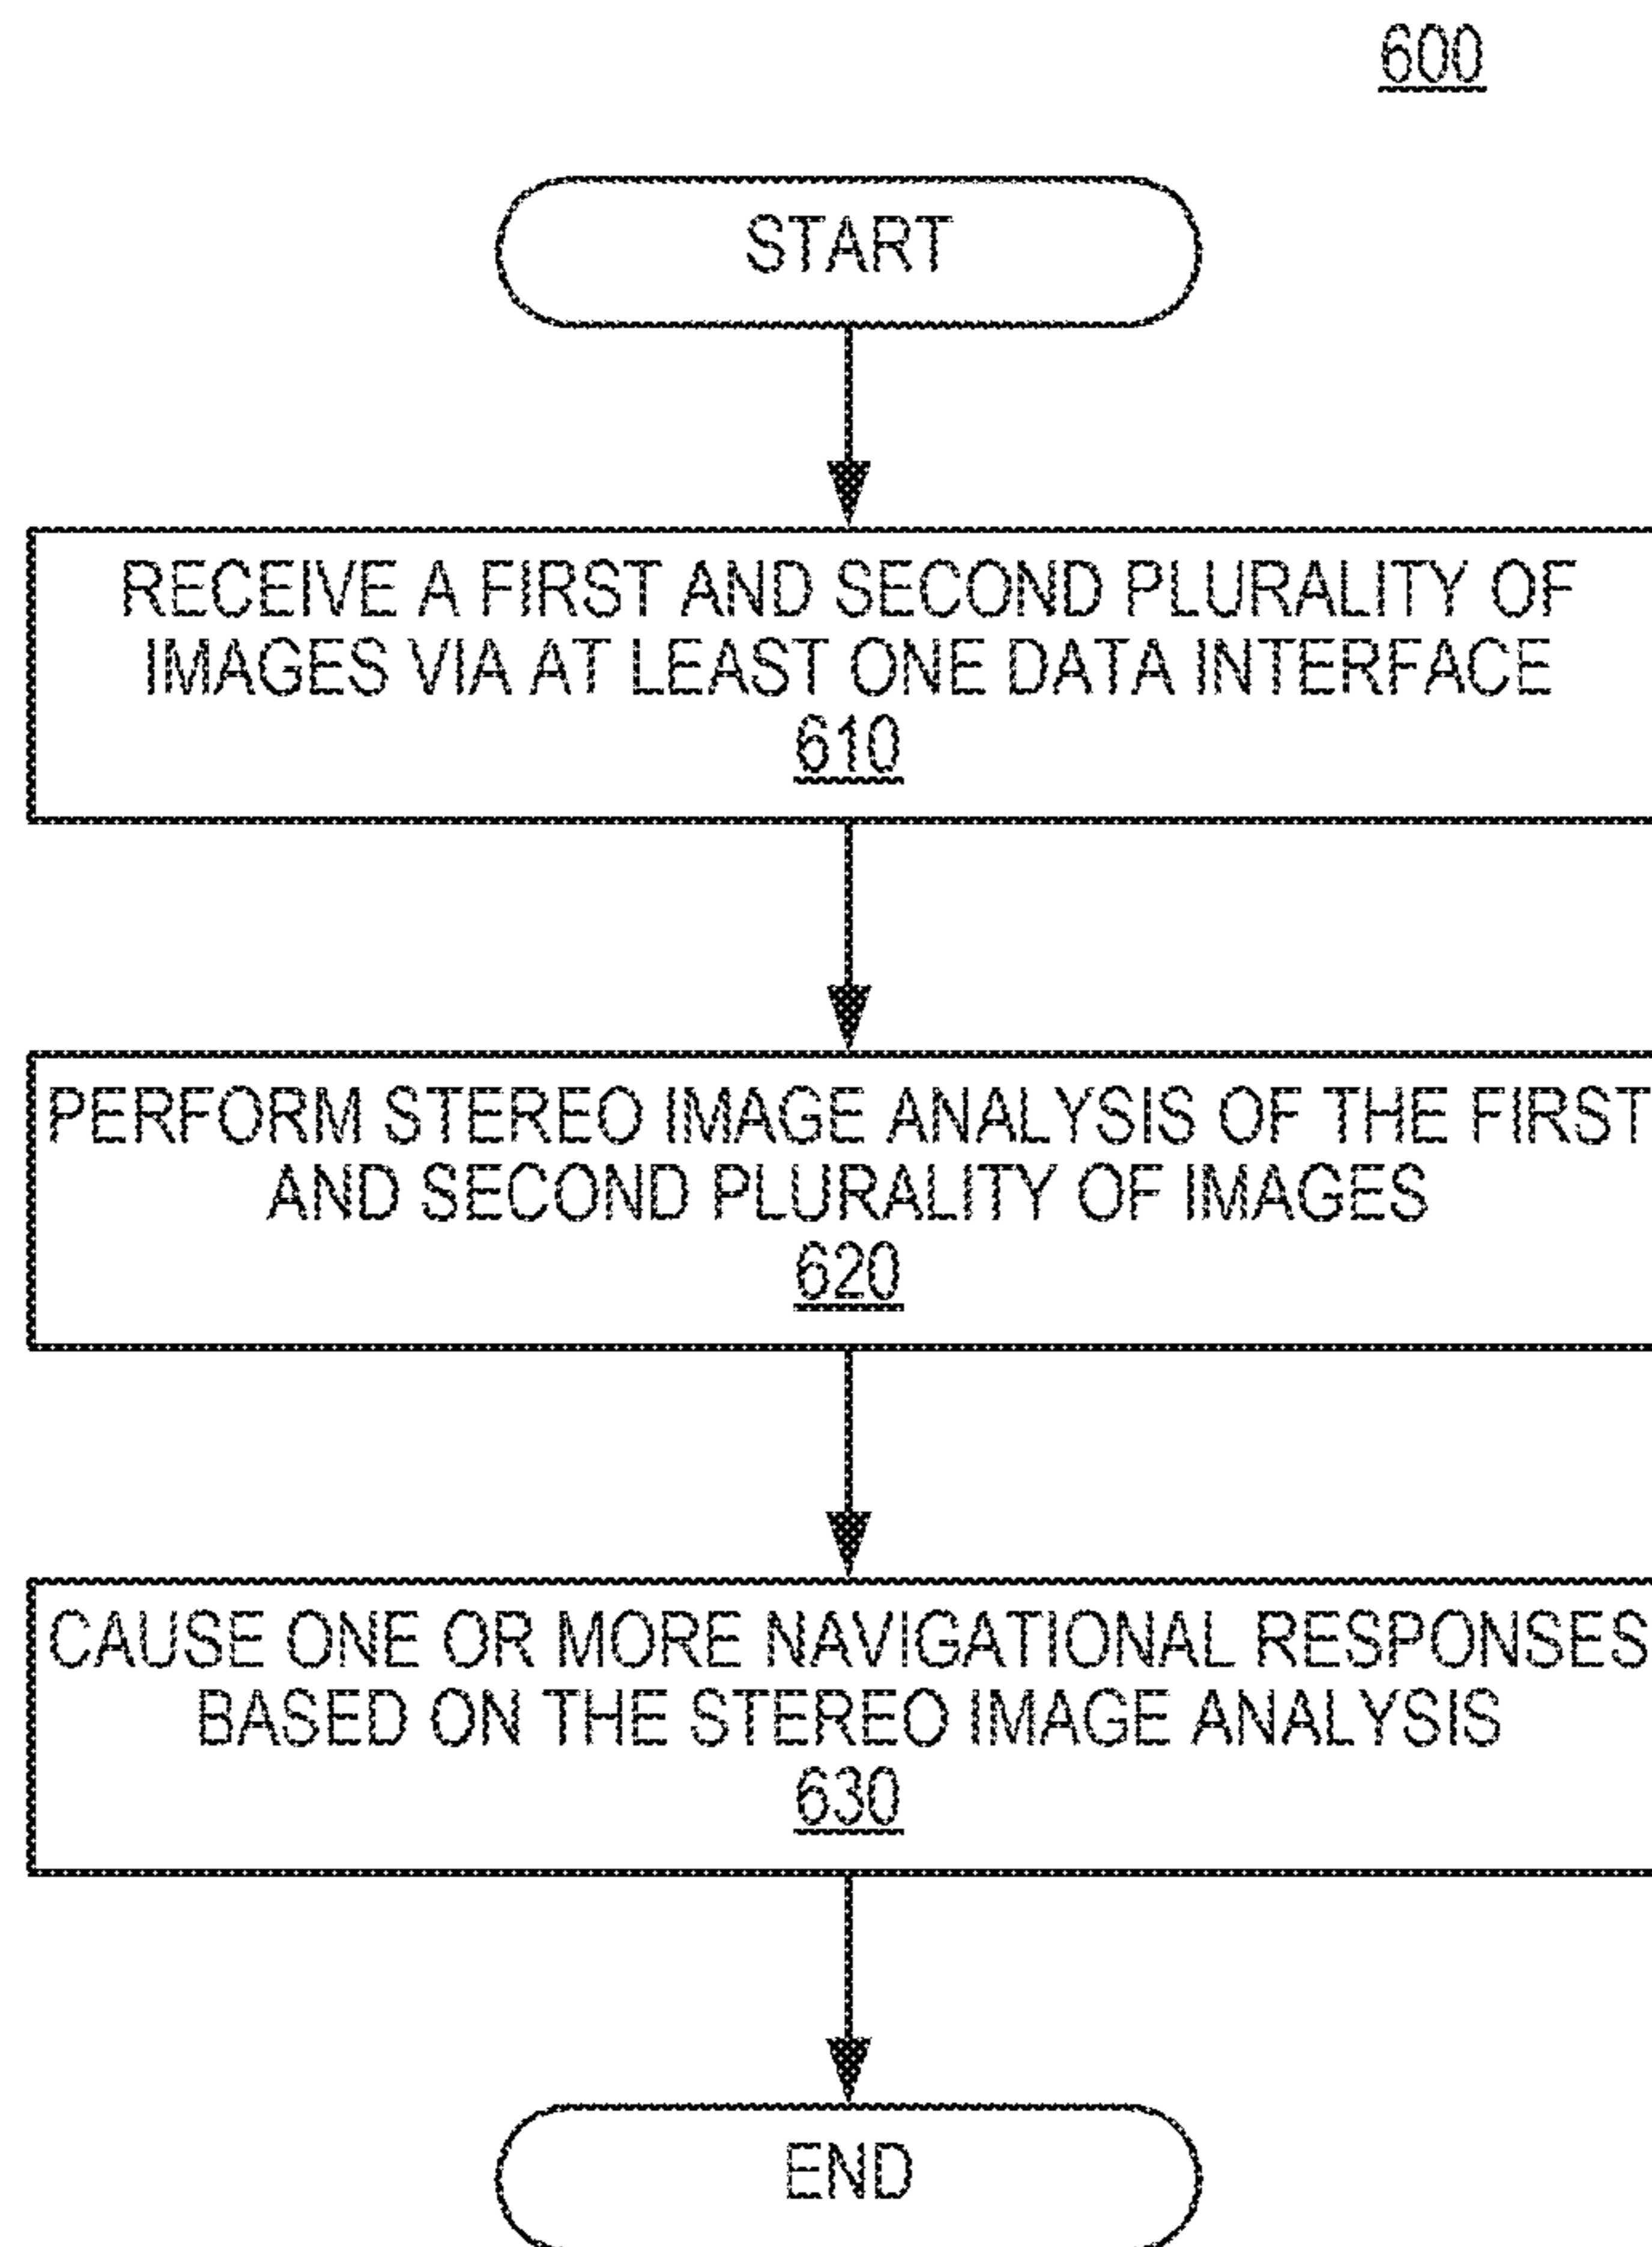 600
START
RECEIVE A FIRST AND SECOND PLURALITY OF
IMAGES VIA AT LEAST ONE DATA INTERFACE
610
PERFORM STEREO IMAGE ANALYSIS OF THE FIRST
AND SECOND PLURALITY OF IMAGES
620
CAUSE ONE OR MORE NAVIGATIONAL RESPONSES
BASED ON THE STEREO IMAGE ANALYSIS
630
END